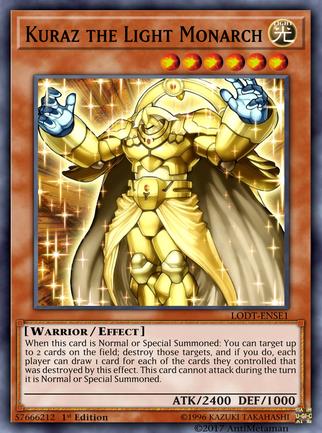 Kuraz the Light Monarch
LIGHT
光
LODT-ENSE1
[Warrior / Effect]
When this card is Normal or Special Summoned: You can target up
to 2 cards on the field; destroy those targets, and if you do, each
player can draw 1 card for each of the cards they controlled that
was destroyed by this effect. This card cannot attack during the turn
it is Normal or Special Summoned.
ATK/2400 DEF/1000
57666212 1st Edition ©1996 KAZUKI TAKAHASHI
©2017 AntiMetaman